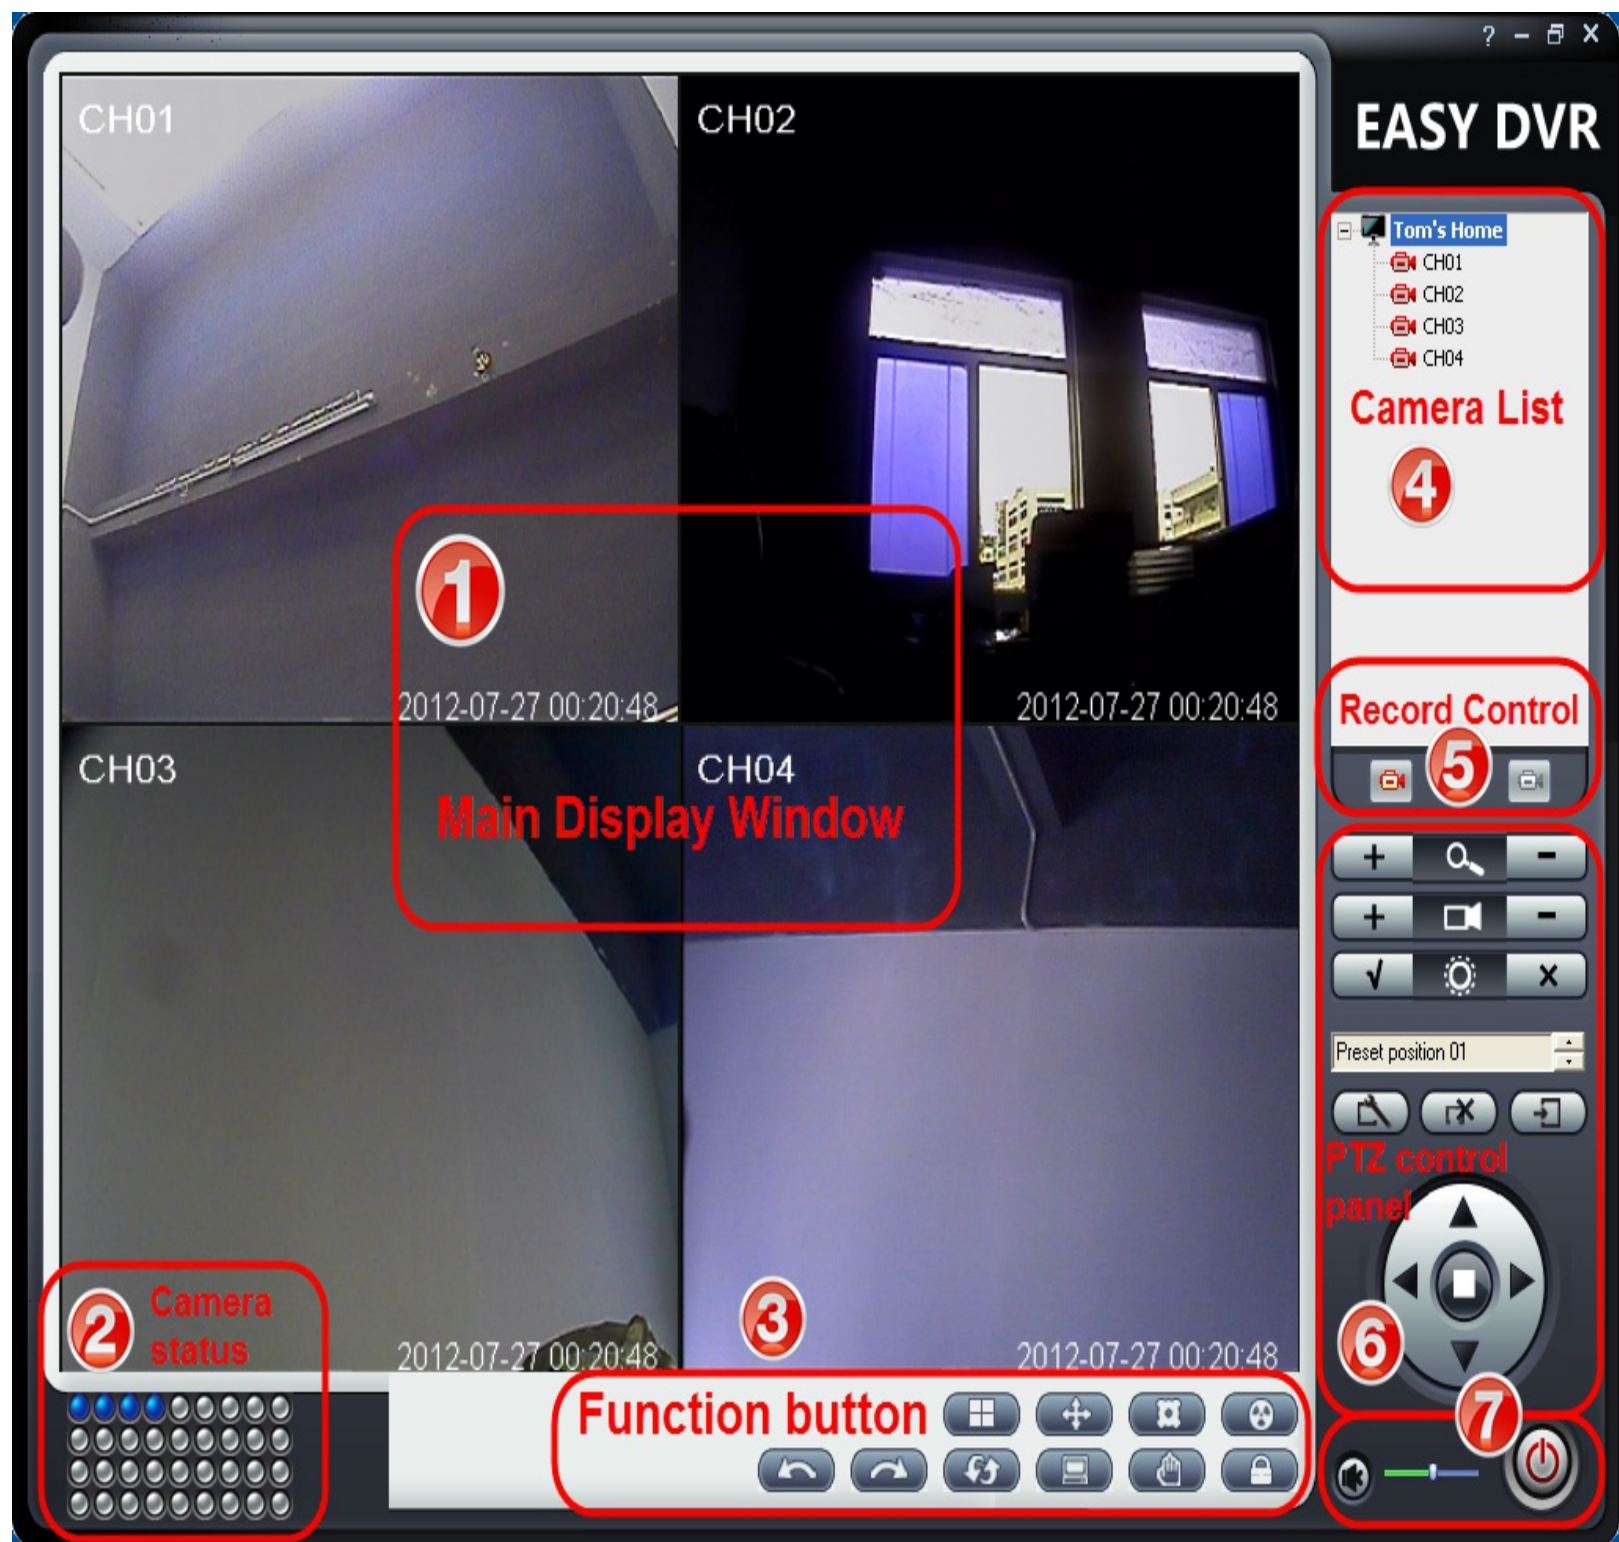 ?
EASY DVR
CH01
CH02
Tom's Home
CH01
CH02
CH03
CH04
Camera List
4
1
2012-07-27 00:20:48
2012-07-27 00:20:48
Record Control
5
CH03
CH04
Main Display Window
+ -
+ -
√ ×
Preset position 01
PTZ control
panel
6
2
Camera
status
3
2012-07-27 00:20:48
2012-07-27 00:20:48
Function button
7